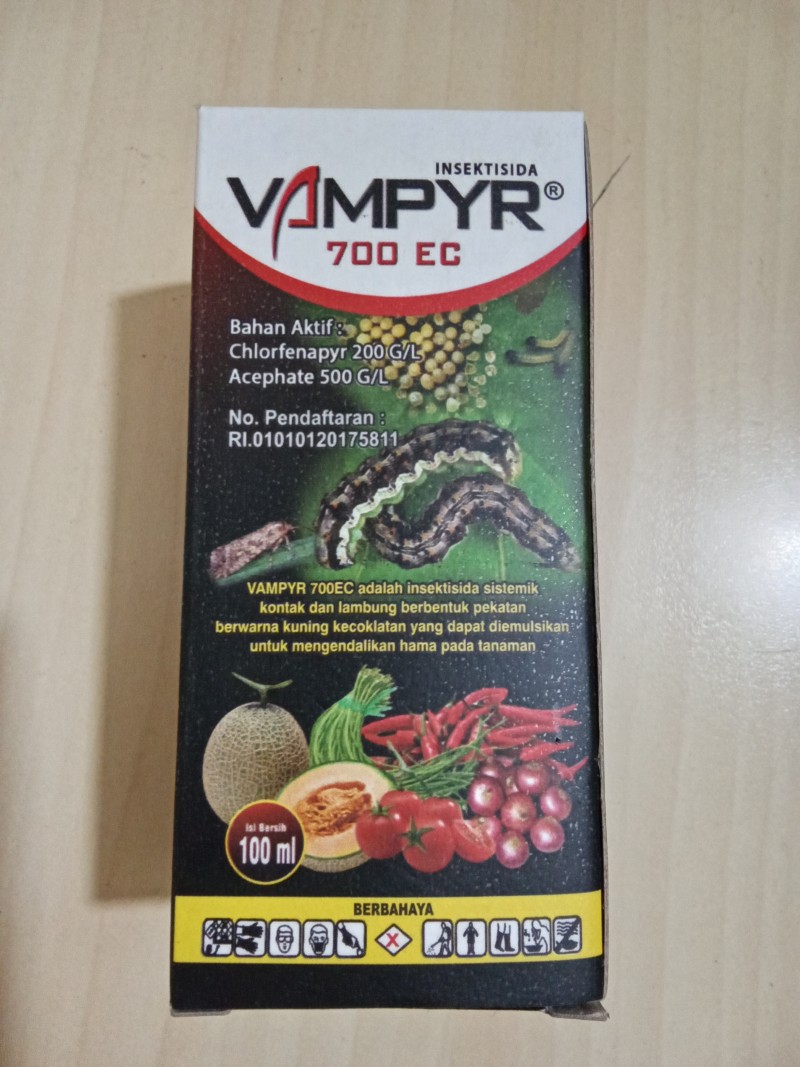 INSEKTISIDA
VAMPYR®
700 EC
Bahan Aktif :
Chlorfenapyr 200 G/L
Acephate 500 G/L
No. Pendaftaran :
RI.01010120175811
VAMPYR 700EC adalah insektisida sistemik
kontak dan lambung berbentuk pekatan
berwarna kuning kecoklatan yang dapat diemulsikan
untuk mengendalikan hama pada tanaman
Isi Bersih
100 ml
BERBAHAYA
X